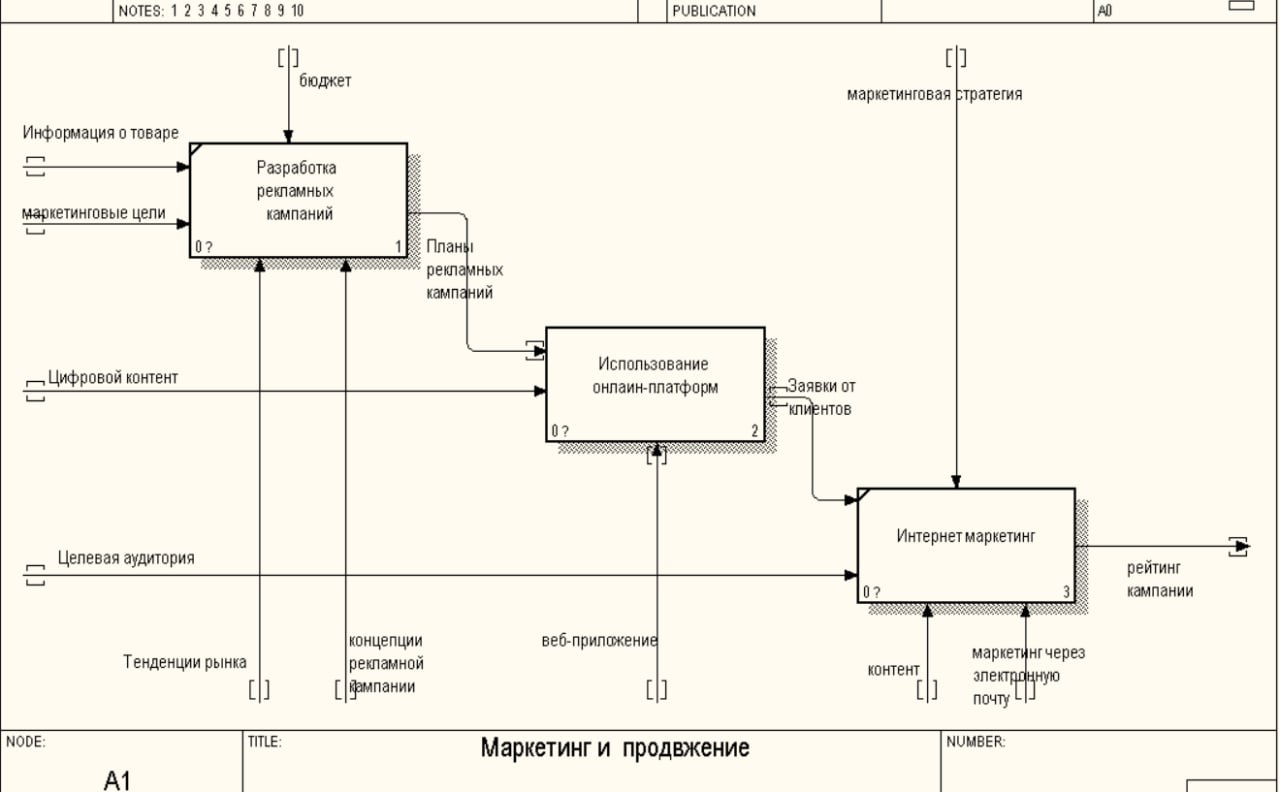 NOTES: 1 2 3 4 5 6 7 8 9 10
PUBLICATION
A0
бюджет
маркетинговая стратегия
Информация о товаре
маркетинговые цели
Разработка
рекламных
кампаний
0 ?
1
Планы
рекламных
кампаний
Цифровой контент
Использование
онлаин-платформ
0 ?
2
Заявки от
клиентов
Целевая аудитория
Интернет маркетинг
0 ?
3
рейтинг
кампании
Тенденции рынка
концепции
рекламной
кампании
веб-приложение
контент
маркетинг через
электронную
почту
NODE:
A1
TITLE:
Маркетинг и продвжение
NUMBER: